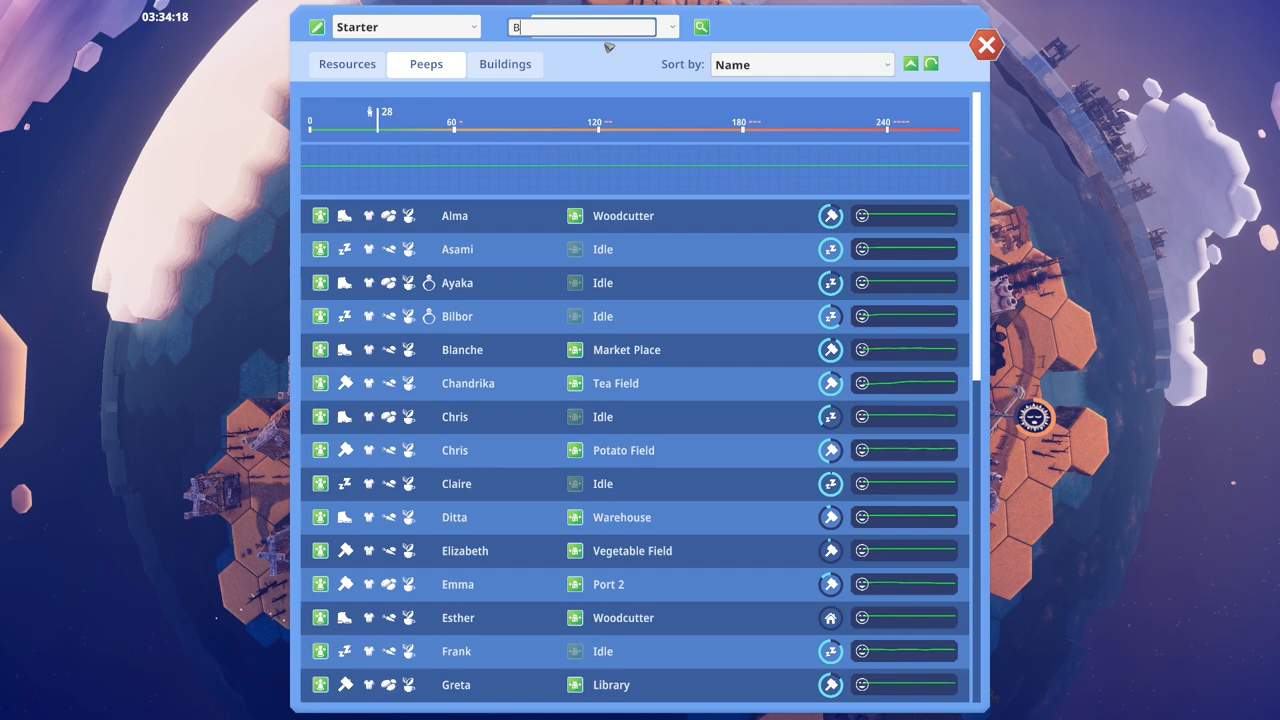 03:34:18
Starter
B
Resources
Peeps
Buildings
Sort by:
Name
0
28
60 -
120 --
180 ---
240 ----
Alma Woodcutter
Asami Idle
Ayaka Idle
Bilbor Idle
Blanche Market Place
Chandrika Tea Field
Chris Idle
Chris Potato Field
Claire Idle
Ditta Warehouse
Elizabeth Vegetable Field
Emma Port 2
Esther Woodcutter
Frank Idle
Greta Library